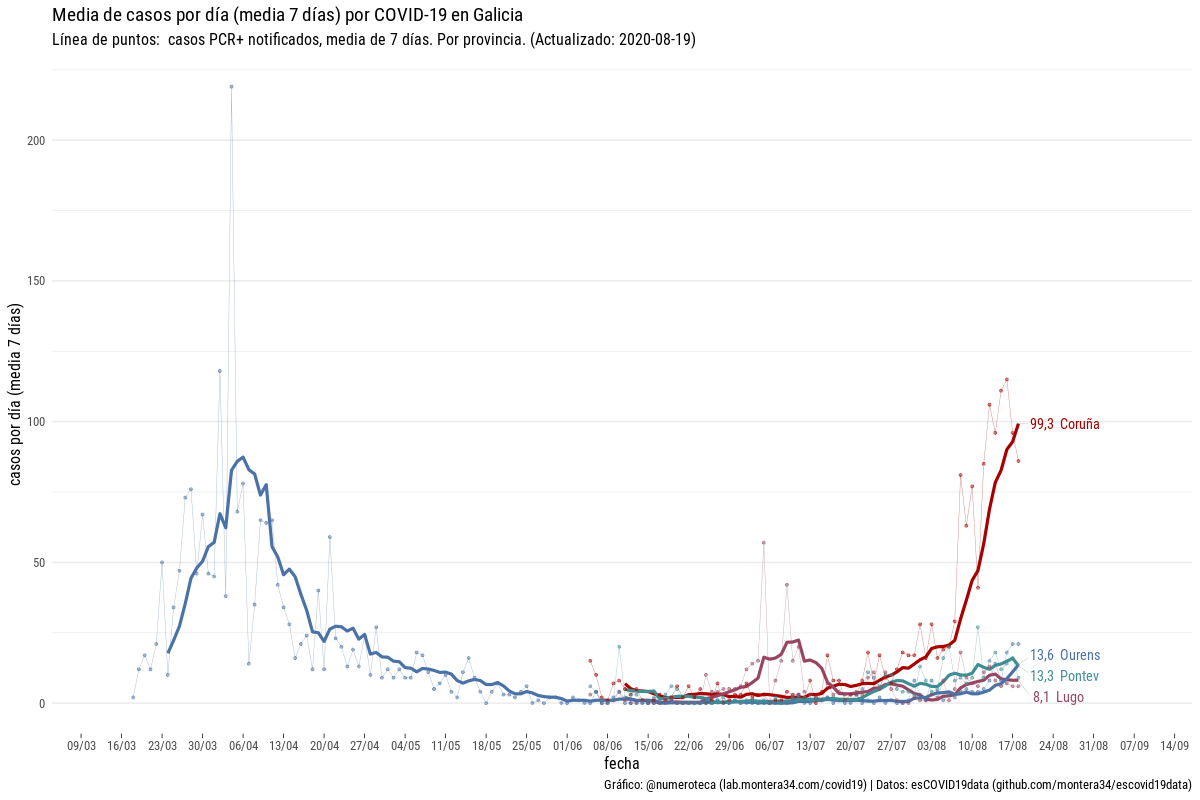 Media de casos por día (media 7 días) por COVID-19 en Galicia
Línea de puntos:  casos PCR+ notificados, media de 7 días. Por provincia. (Actualizado: 2020-08-19)
casos por día (media 7 días)
200
150
100
50
0
99,3 Coruña
13,6 Ourens
13,3 Pontev
8,1 Lugo
09/03 16/03 23/03 30/03 06/04 13/04 20/04 27/04 04/05 11/05 18/05 25/05 01/06 08/06 15/06 22/06 29/06 06/07 13/07 20/07 27/07 03/08 10/08 17/08 24/08 31/08 07/09 14/09
fecha
Gráfico: @numeroteca (lab.montera34.com/covid19) | Datos: esCOVID19data (github.com/montera34/escovid19data)